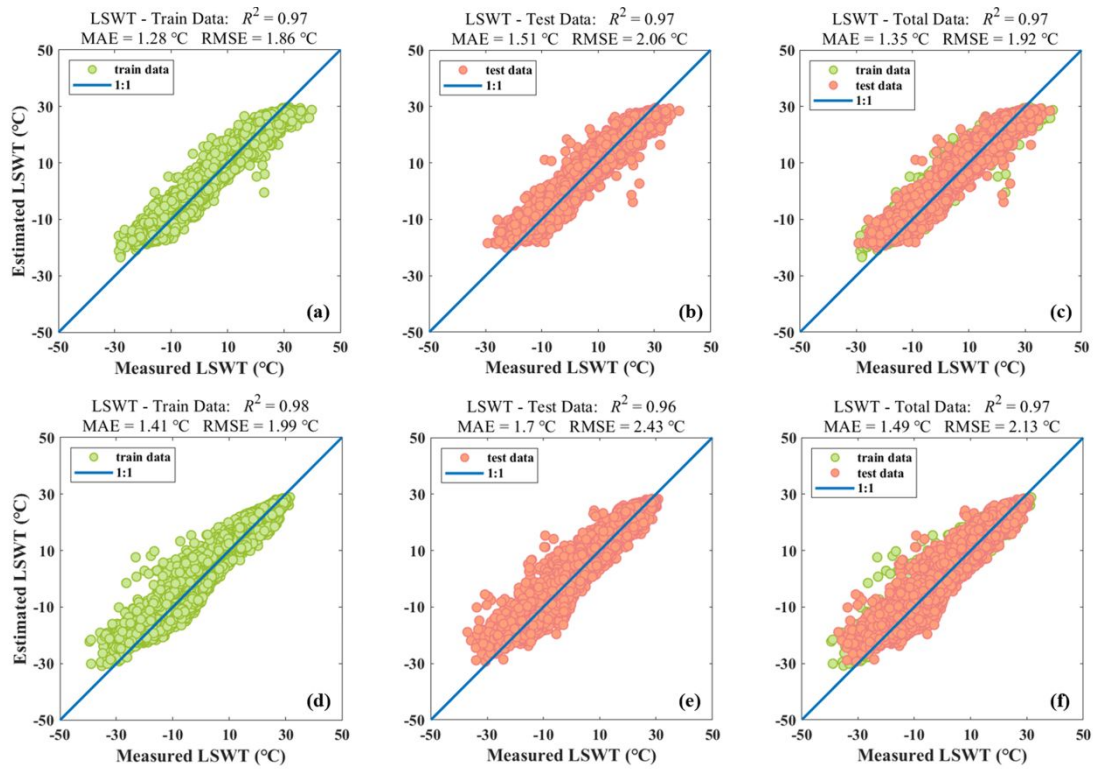 LSWT - Train Data: R² = 0.97
MAE = 1.28 °C RMSE = 1.86 °C
50
30
10
-10
-30
-50
Estimated LSWT (°C)
train data
1:1
(a)
-50 -30 -10 10 30 50
Measured LSWT (°C)
LSWT - Test Data: R² = 0.97
MAE = 1.51 °C RMSE = 2.06 °C
50
30
10
-10
-30
-50
test data
1:1
(b)
-50 -30 -10 10 30 50
Measured LSWT (°C)
LSWT - Total Data: R² = 0.97
MAE = 1.35 °C RMSE = 1.92 °C
50
30
10
-10
-30
-50
train data
test data
1:1
(c)
-50 -30 -10 10 30 50
Measured LSWT (°C)
LSWT - Train Data: R² = 0.98
MAE = 1.41 °C RMSE = 1.99 °C
50
30
10
-10
-30
-50
Estimated LSWT (°C)
train data
1:1
(d)
-50 -30 -10 10 30 50
Measured LSWT (°C)
LSWT - Test Data: R² = 0.96
MAE = 1.7 °C RMSE = 2.43 °C
50
30
10
-10
-30
-50
test data
1:1
(e)
-50 -30 -10 10 30 50
Measured LSWT (°C)
LSWT - Total Data: R² = 0.97
MAE = 1.49 °C RMSE = 2.13 °C
50
30
10
-10
-30
-50
train data
test data
1:1
(f)
-50 -30 -10 10 30 50
Measured LSWT (°C)